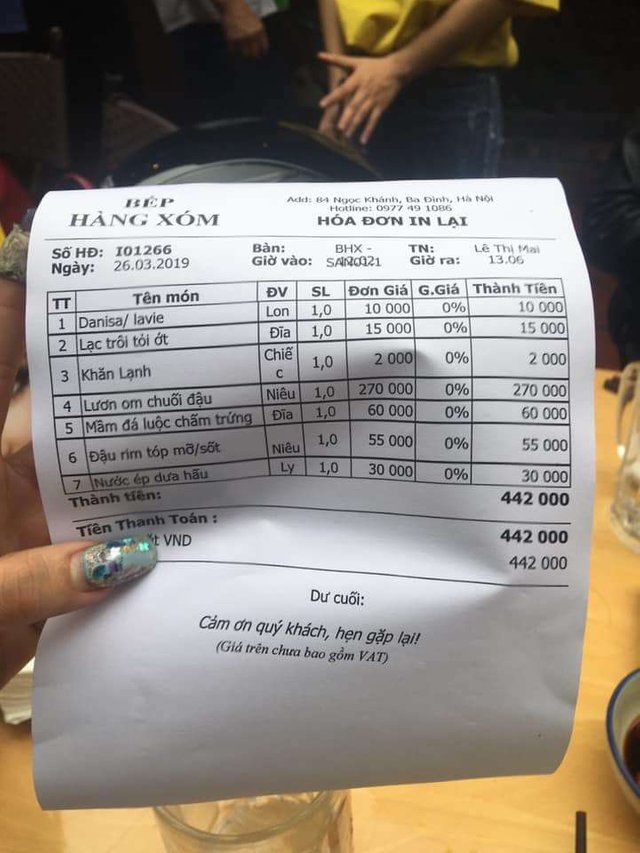 BẾP
HÀNG XÓM
Add: 84 Ngọc Khánh, Ba Đình, Hà Nội
Hotline: 0977 49 1086
HÓA ĐƠN IN LẠI
Số HĐ: I01266 Bàn: BHX - TN: Lê Thị Mai
Ngày: 26.03.2019 Giờ vào: Giờ ra: 13.06
TT Tên món ĐV SL Đơn Giá G.Giá Thành Tiền
1 Danisa/ lavie Lon 1,0 10 000 0% 10 000
2 Lạc trôi tỏi ớt Đĩa 1,0 15 000 0% 15 000
3 Khăn Lạnh Chiếc 1,0 2 000 0% 2 000
4 Lươn om chuối đậu Niêu 1,0 270 000 0% 270 000
5 Mầm đá luộc chấm trứng Đĩa 1,0 60 000 0% 60 000
6 Đậu rim tóp mỡ/sốt Niêu 1,0 55 000 0% 55 000
7 Nước ép dưa hấu Ly 1,0 30 000 0% 30 000
Thành tiền: 442 000
Tiền Thanh Toán : 442 000
VND 442 000
Dư cuối:
Cảm ơn quý khách, hẹn gặp lại!
(Giá trên chưa bao gồm VAT)